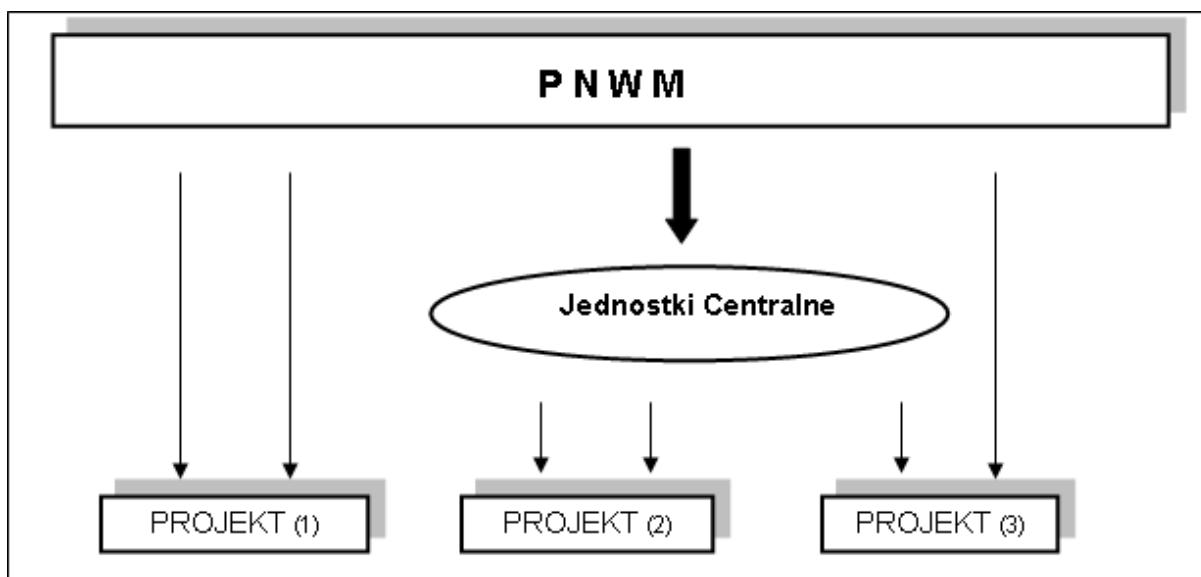 P N W M
Jednostki Centralne
PROJEKT (1)
PROJEKT (2)
PROJEKT (3)